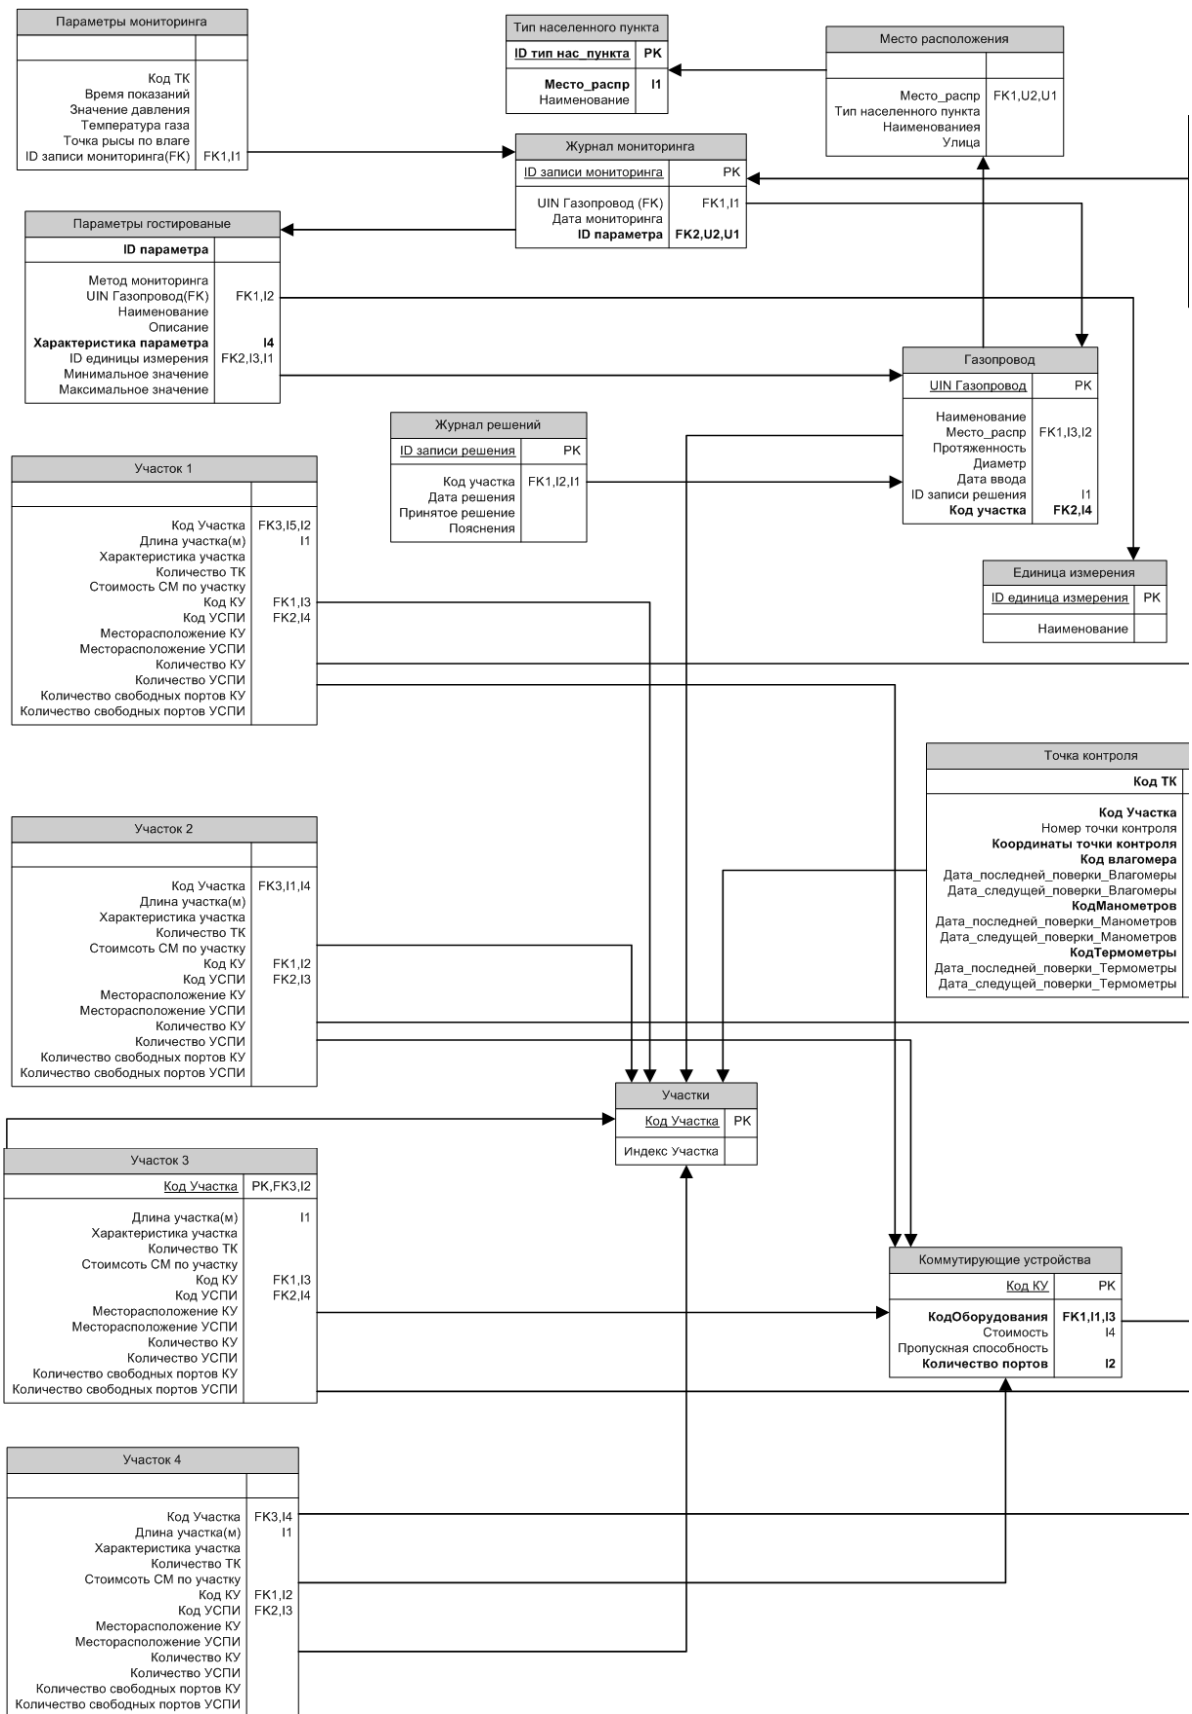 Параметры мониторинга
Код ТК
Время показаний
Значение давления
Температура газа
Точка рысы по влаге
ID записи мониторинга(FK) FK1,I1
Тип населенного пункта
ID тип нас_пункта PK
Место_распр I1
Наименование
Место расположения
Место_распр FK1,U2,U1
Тип населенного пункта
Наименованиея
Улица
Журнал мониторинга
ID записи мониторинга PK
UIN Газопровод (FK) FK1,I1
Дата мониторинга
ID параметра FK2,U2,U1
Параметры гостированые
ID параметра
Метод мониторинга
UIN Газопровод(FK) FK1,I2
Наименование
Описание
Характеристика параметра I4
ID единицы измерения FK2,I3,I1
Минимальное значение
Максимальное значение
Газопровод
UIN Газопровод PK
Наименование
Место_распр FK1,I3,I2
Протяженность
Диаметр
Дата ввода
ID записи решения I1
Код участка FK2,I4
Журнал решений
ID записи решения PK
Код участка FK1,I2,I1
Дата решения
Принятое решение
Пояснения
Участок 1
Код Участка FK3,I5,I2
Длина участка(м) I1
Характеристика участка
Количество ТК
Стоимость СМ по участку
Код КУ FK1,I3
Код УСПИ FK2,I4
Месторасположение КУ
Месторасположение УСПИ
Количество КУ
Количество УСПИ
Количество свободных портов КУ
Количество свободных портов УСПИ
Единица измерения
ID единица измерения PK
Наименование
Точка контроля
Код ТК
Код Участка
Номер точки контроля
Координаты точки контроля
Код влагомера
Дата_последней_поверки_Влагомеры
Дата_следущей_поверки_Влагомеры
КодМанометров
Дата_последней_поверки_Манометров
Дата_следущей_поверки_Манометров
КодТермометры
Дата_последней_поверки_Термометры
Дата_следущей_поверки_Термометры
Участок 2
Код Участка FK3,I1,I4
Длина участка(м)
Характеристика участка
Количество ТК
Стоимсоть СМ по участку
Код КУ FK1,I2
Код УСПИ FK2,I3
Месторасположение КУ
Месторасположение УСПИ
Количество КУ
Количество УСПИ
Количество свободных портов КУ
Количество свободных портов УСПИ
Участки
Код Участка PK
Индекс Участка
Участок 3
Код Участка PK,FK3,I2
Длина участка(м) I1
Характеристика участка
Количество ТК
Стоимсоть СМ по участку
Код КУ FK1,I3
Код УСПИ FK2,I4
Месторасположение КУ
Месторасположение УСПИ
Количество КУ
Количество УСПИ
Количество свободных портов КУ
Количество свободных портов УСПИ
Коммутирующие устройства
Код КУ PK
КодОборудования FK1,I1,I3
Стоимость I4
Пропускная способность
Количество портов I2
Участок 4
Код Участка FK3,I4
Длина участка(м) I1
Характеристика участка
Количество ТК
Стоимсоть СМ по участку
Код КУ FK1,I2
Код УСПИ FK2,I3
Месторасположение КУ
Месторасположение УСПИ
Количество КУ
Количество УСПИ
Количество свободных портов КУ
Количество свободных портов УСПИ